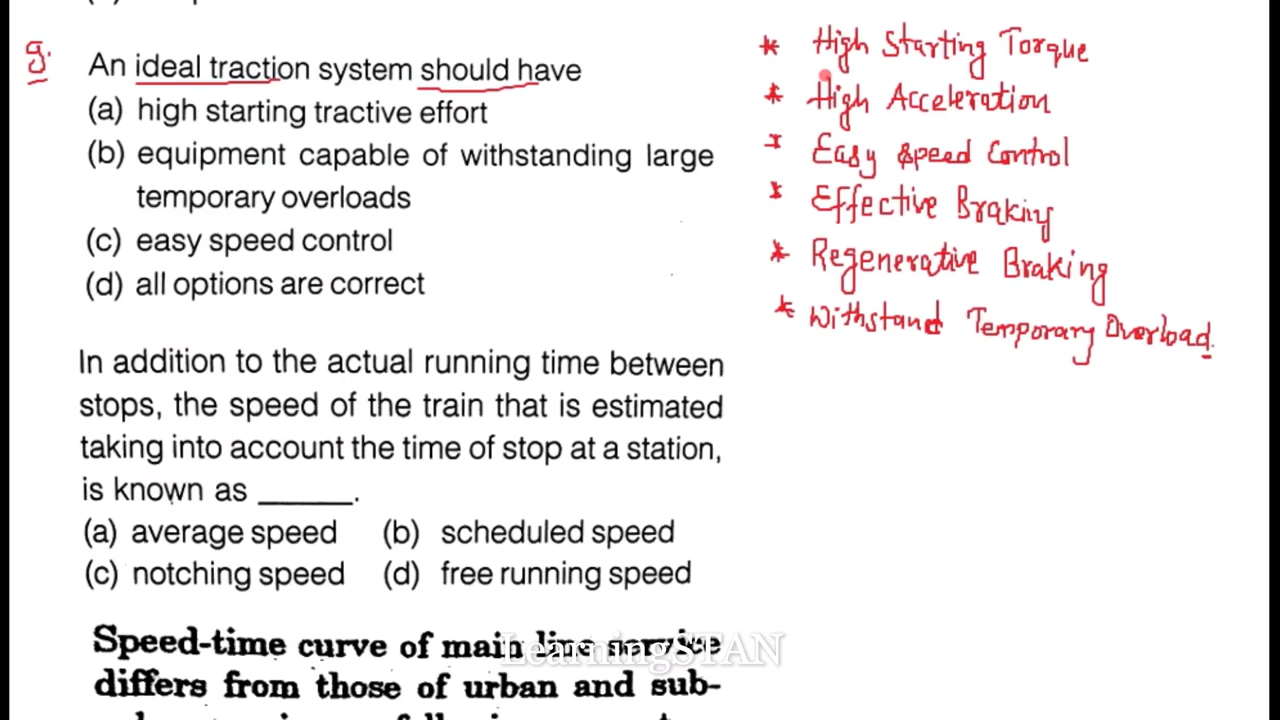 g.
An ideal traction system should have
(a) high starting tractive effort
(b) equipment capable of withstanding large
temporary overloads
(c) easy speed control
(d) all options are correct
In addition to the actual running time between
stops, the speed of the train that is estimated
taking into account the time of stop at a station,
is known as ______.
(a) average speed (b) scheduled speed
(c) notching speed (d) free running speed
Speed-time curve of main line service
differs from those of urban and sub-
* High Starting Torque
* High Acceleration
* Easy Speed Control
* Effective Braking
* Regenerative Braking
* Withstand Temporary Overload.
LearningSTAN